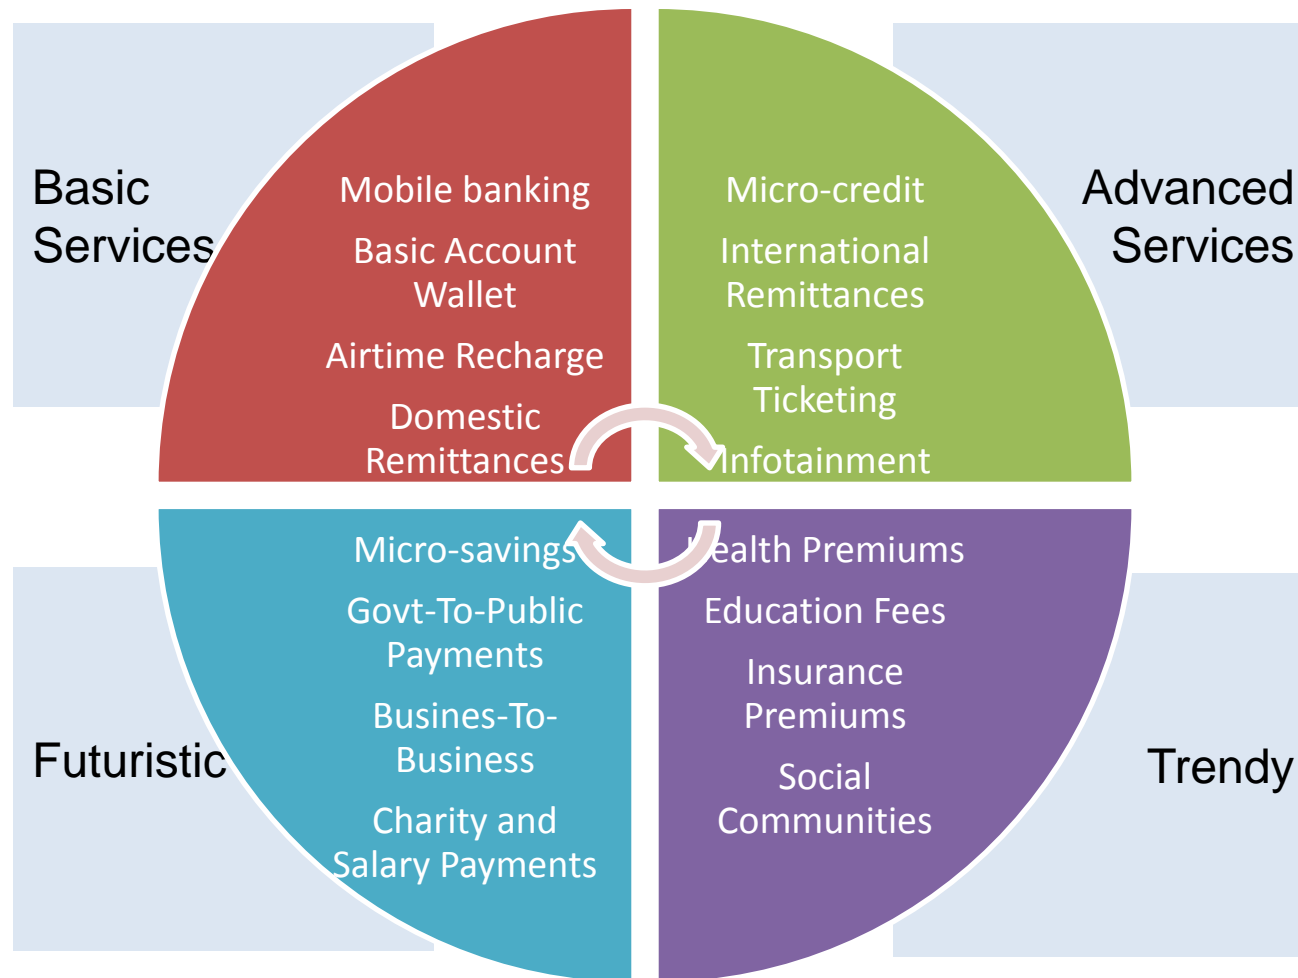 Basic
Services
Mobile banking
Basic Account
Wallet
Airtime Recharge
Domestic
Remittances
Micro-credit
International
Remittances
Transport
Ticketing
Infotainment
Advanced
Services
Futuristic
Micro-savings
Govt-To-Public
Payments
Busines-To-
Business
Charity and
Salary Payments
Health Premiums
Education Fees
Insurance
Premiums
Social
Communities
Trendy